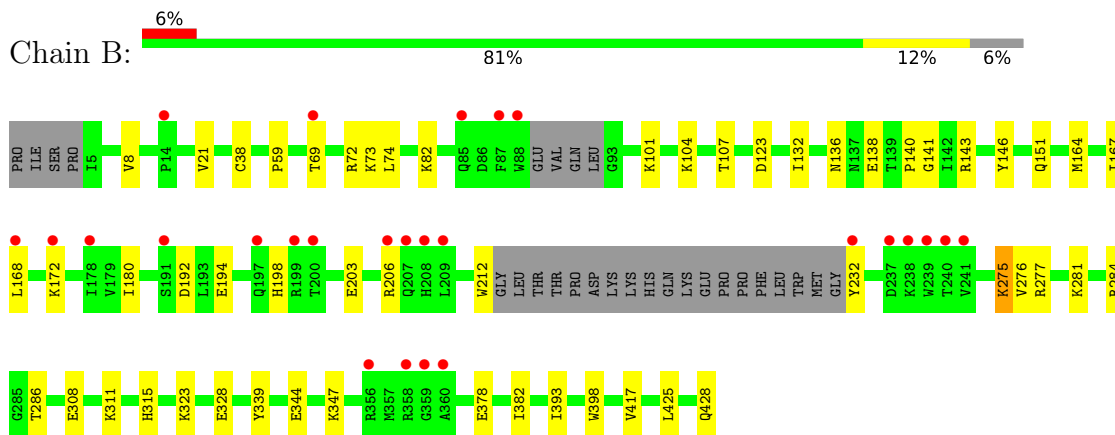 6%
Chain B:
81% 12% 6%
PRO ILE SER PRO I5 V8 P14 V21 C38 P59 T69 R72 K73 L74 K82 Q85 D86 F87 W88 GLU VAL GLN LEU G93 K101 K104 T107 D123 I132 N136 N137 E138 T139 P140 G141 I142 R143 Y146 Q151 M164 I167
L168 K172 I178 V179 I180 S191 D192 L193 E194 Q197 H198 R199 T200 E203 R206 Q207 H208 L209 W212 GLY LEU THR THR PRO ASP LYS LYS HIS GLN LYS GLU PRO PRO PHE LEU TRP MET GLY Y232 D237 K238 W239 T240 V241 K275 V276 R277 K281 R284
G285 T286 E308 K311 H315 K323 E328 Y339 E344 K347 R356 M357 R358 G359 A360 E378 I382 I393 W398 V417 L425 Q428